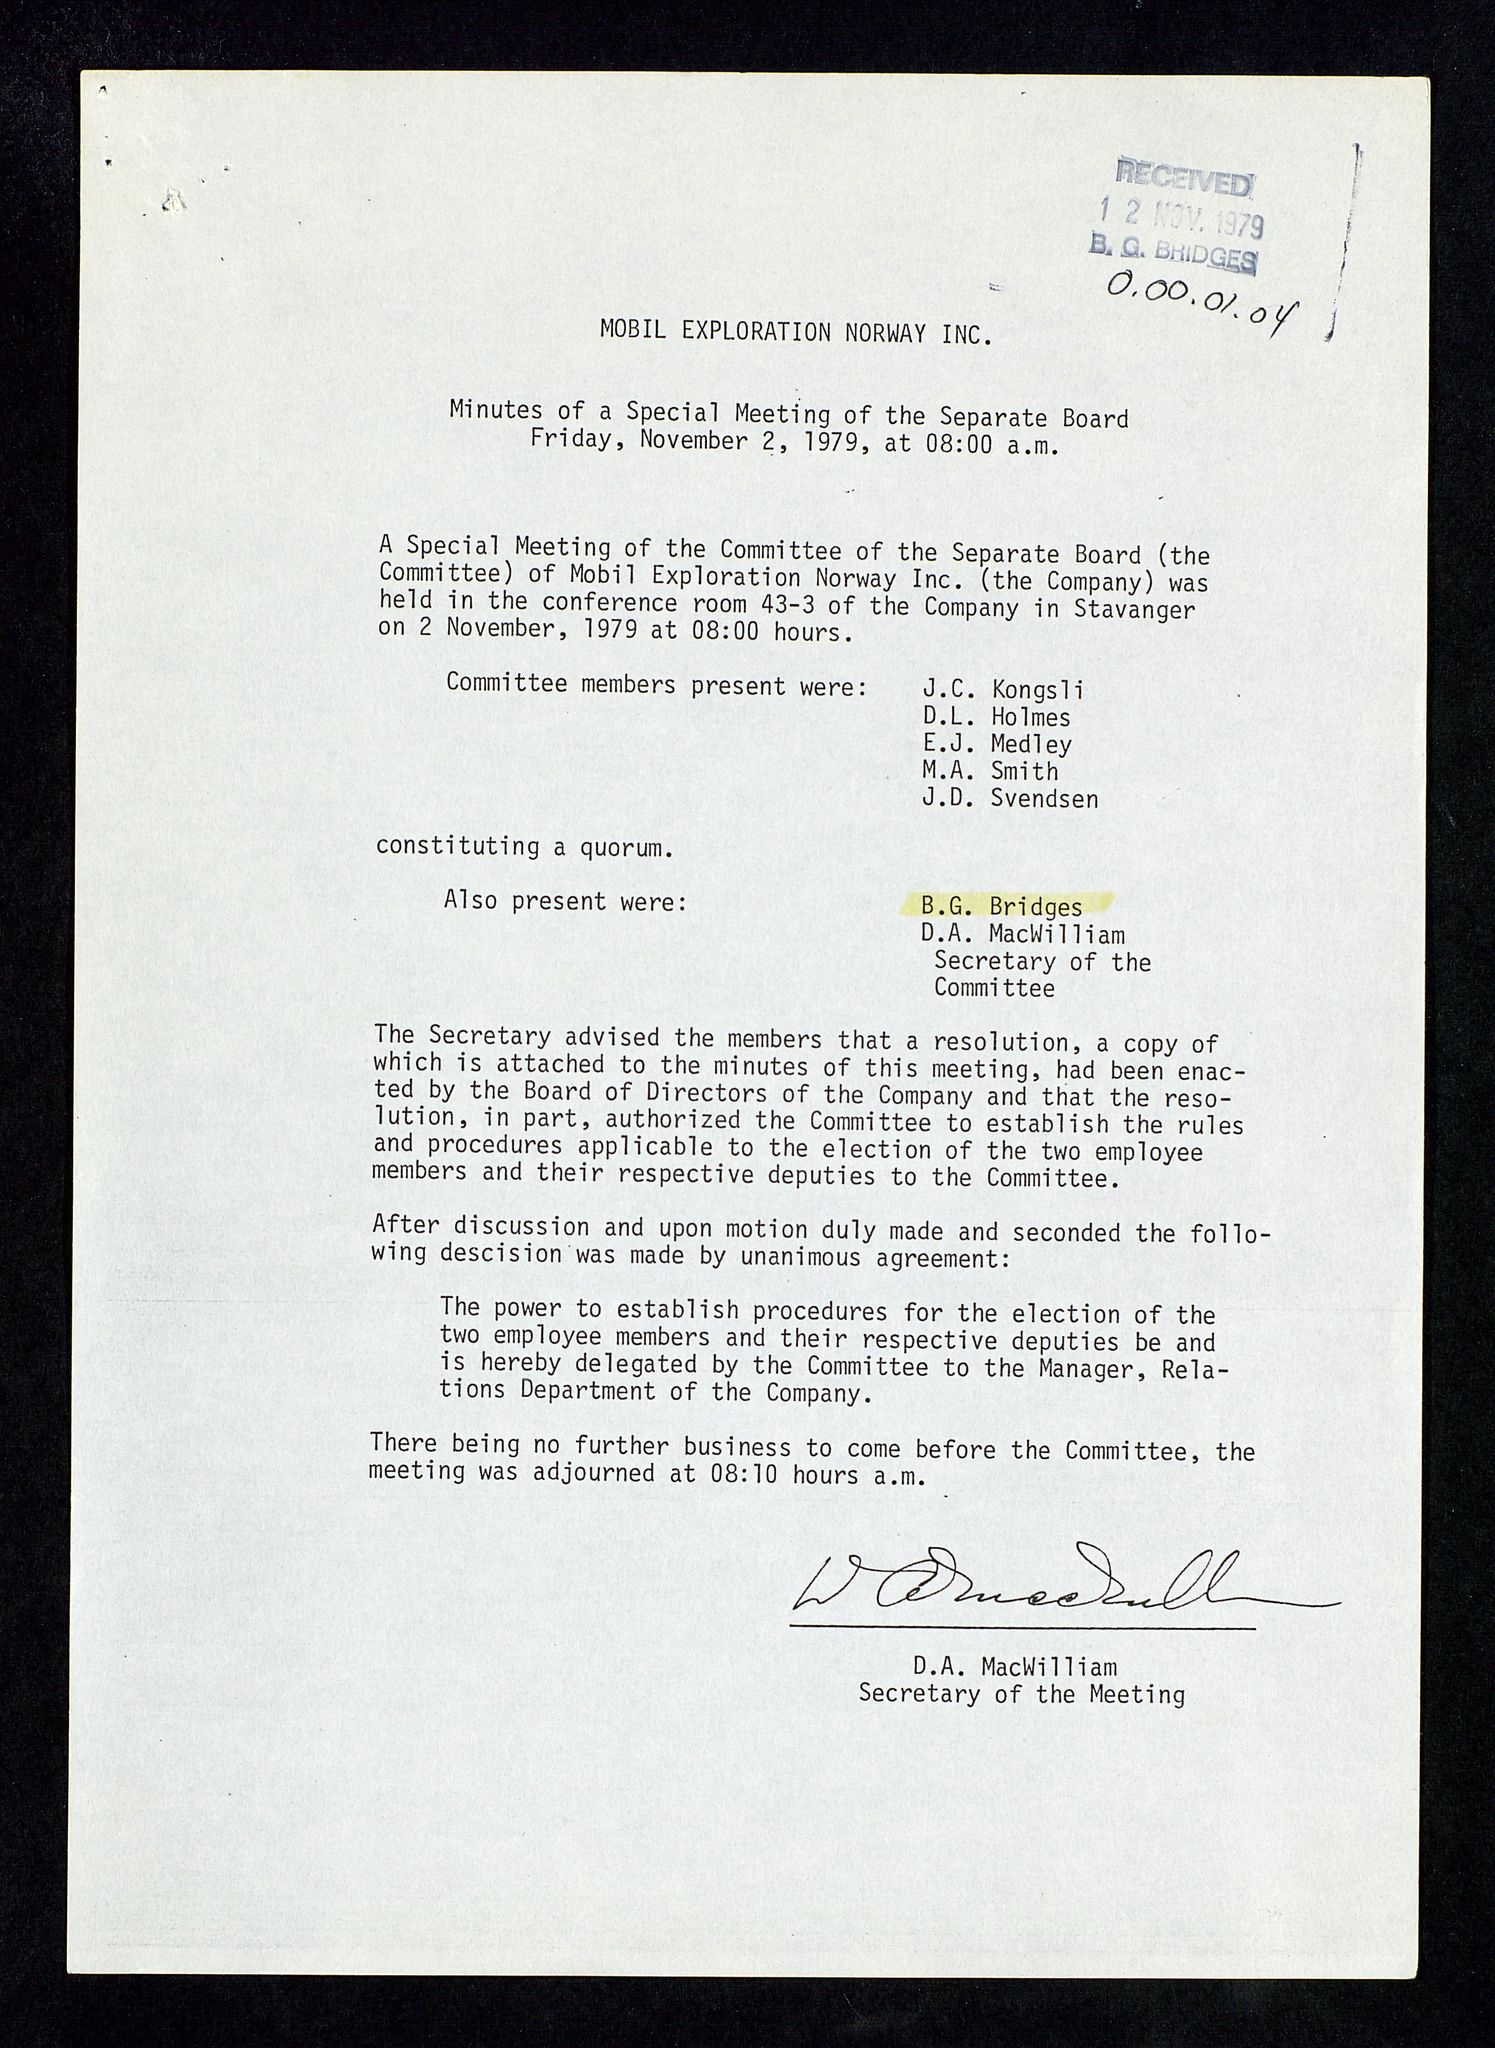 RECEIVED
12 NOV. 1979
B. G. BRIDGES
0.00.01.04
MOBIL EXPLORATION NORWAY INC.
Minutes of a Special Meeting of the Separate Board
Friday, November 2, 1979, at 08:00 a.m.
A Special Meeting of the Committee of the Separate Board (the
Committee) of Mobil Exploration Norway Inc. (the Company) was
held in the conference room 43-3 of the Company in Stavanger
on 2 November, 1979 at 08:00 hours.
Committee members present were: J.C. Kongsli
D.L. Holmes
E.J. Medley
M.A. Smith
J.D. Svendsen
constituting a quorum.
Also present were: B.G. Bridges
D.A. MacWilliam
Secretary of the
Committee
The Secretary advised the members that a resolution, a copy of
which is attached to the minutes of this meeting, had been enac-
ted by the Board of Directors of the Company and that the reso-
lution, in part, authorized the Committee to establish the rules
and procedures applicable to the election of the two employee
members and their respective deputies to the Committee.
After discussion and upon motion duly made and seconded the follo-
wing descision was made by unanimous agreement:
The power to establish procedures for the election of the
two employee members and their respective deputies be and
is hereby delegated by the Committee to the Manager, Rela-
tions Department of the Company.
There being no further business to come before the Committee, the
meeting was adjourned at 08:10 hours a.m.
D.A. MacWilliam
Secretary of the Meeting